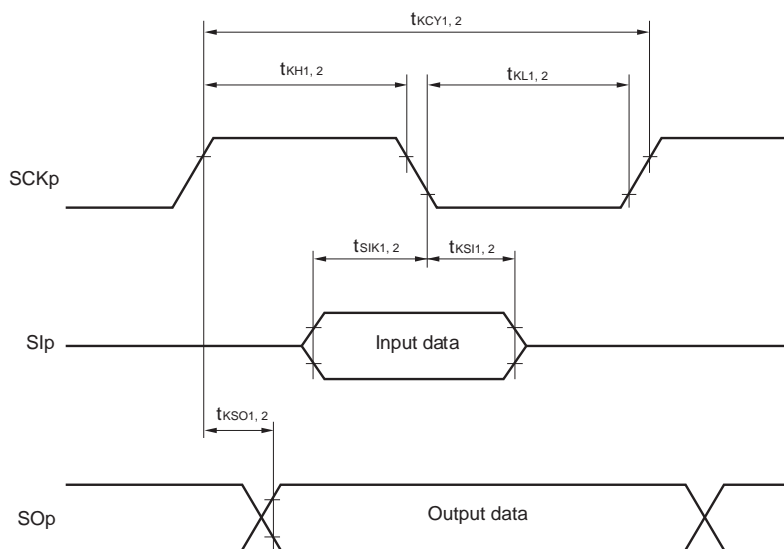 tKCY1, 2
tKH1, 2
tKL1, 2
SCKp
tSIK1, 2
tKSI1, 2
SIp
Input data
tKSO1, 2
SOp
Output data